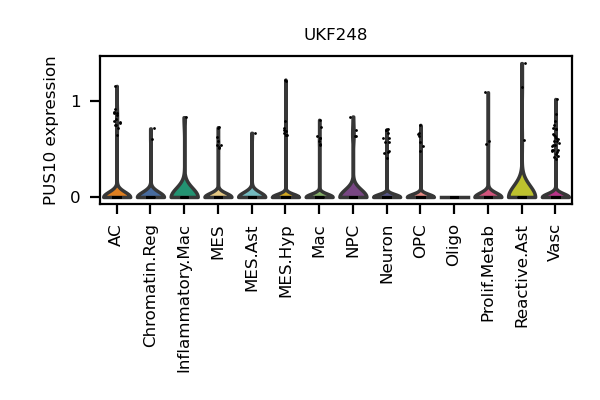 UKF248
PUS10 expression
1
0
AC
Chromatin.Reg
Inflammatory.Mac
MES
MES.Ast
MES.Hyp
Mac
NPC
Neuron
OPC
Oligo
Prolif.Metab
Reactive.Ast
Vasc